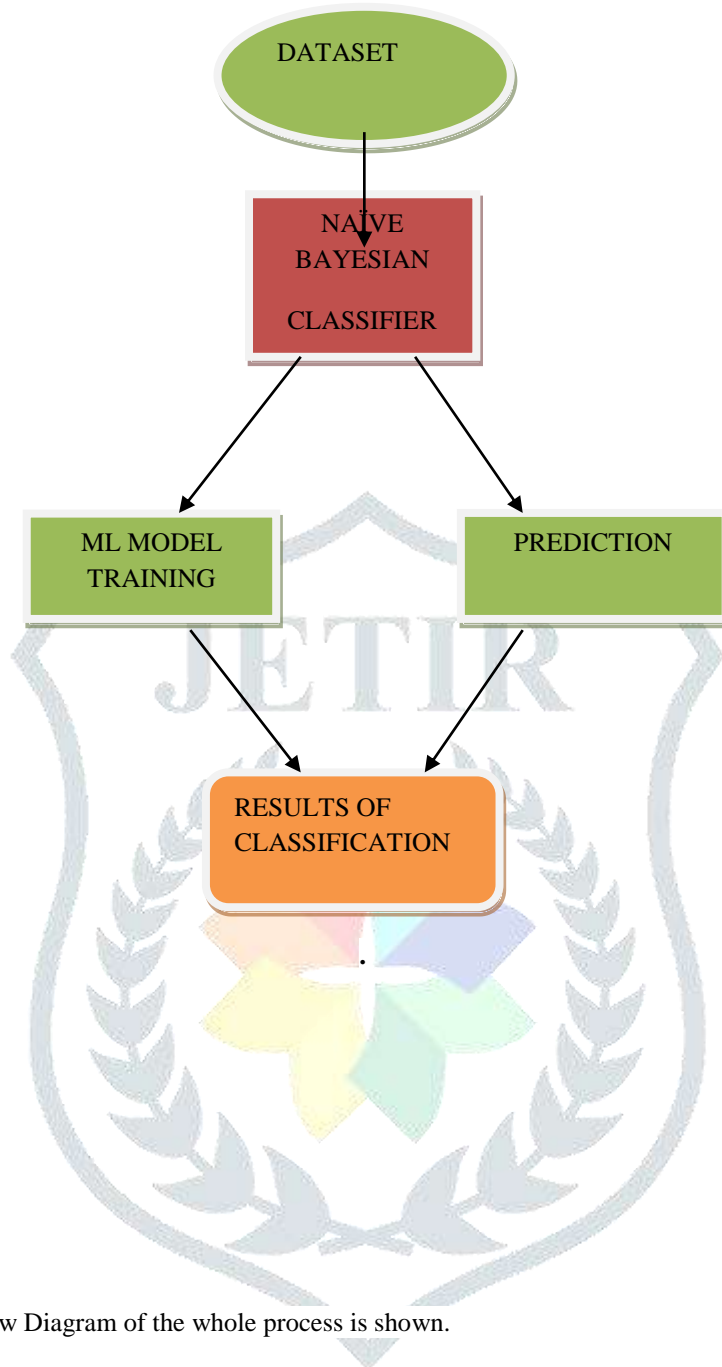 DATASET
NAÏVE
BAYESIAN
CLASSIFIER
ML MODEL
TRAINING
PREDICTION
JETIR
RESULTS OF
CLASSIFICATION
.
w Diagram of the whole process is shown.